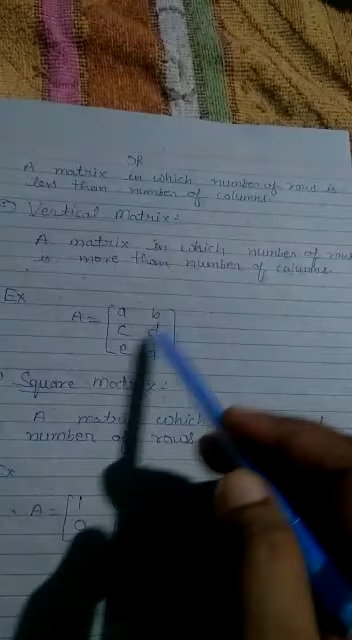 OR
A matrix in which number of rows is
less than number of columns.
Vertical Matrix:
A matrix in which number of rows
is more than number of columns.
Ex
A = [ a b
c d
e
Square Matrix:
A matrix which
number of rows
Ex
A = [ 1
0